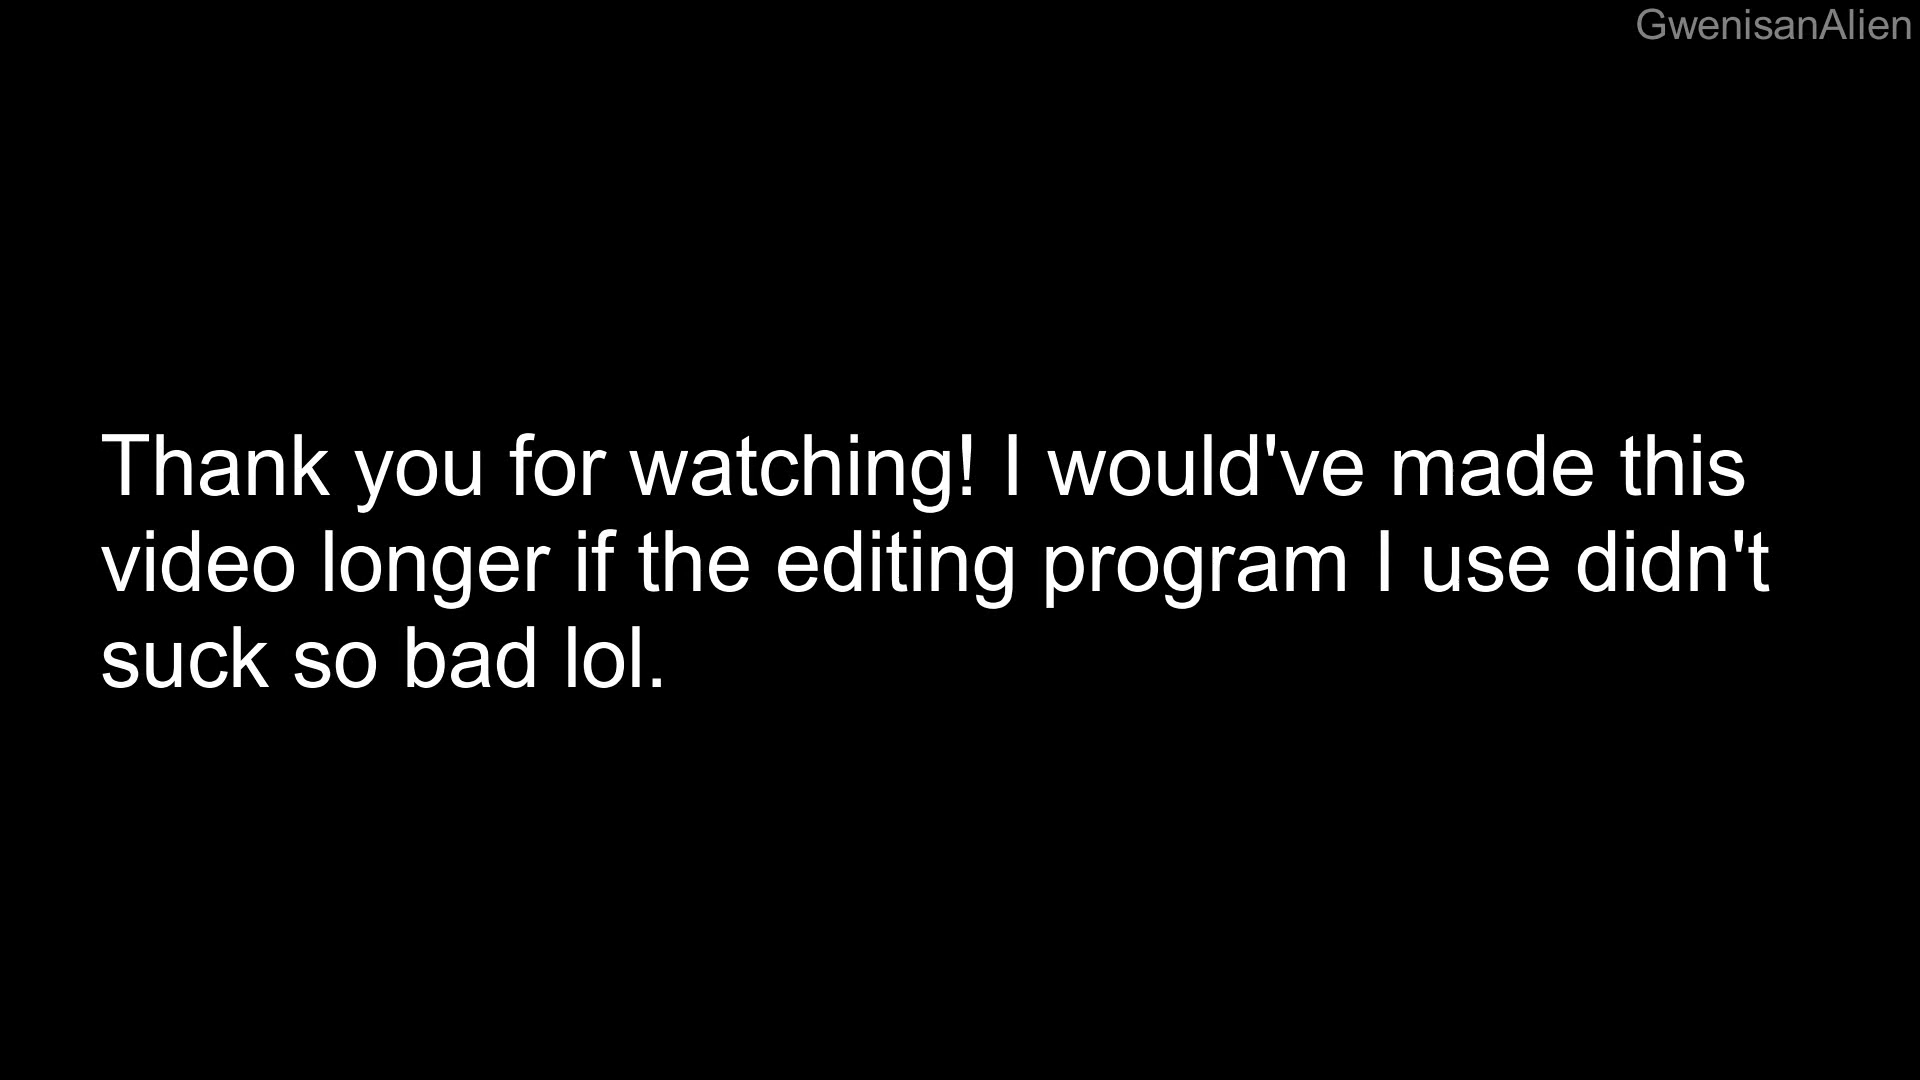 GwenisanAlien
Thank you for watching! I would've made this
video longer if the editing program I use didn't
suck so bad lol.